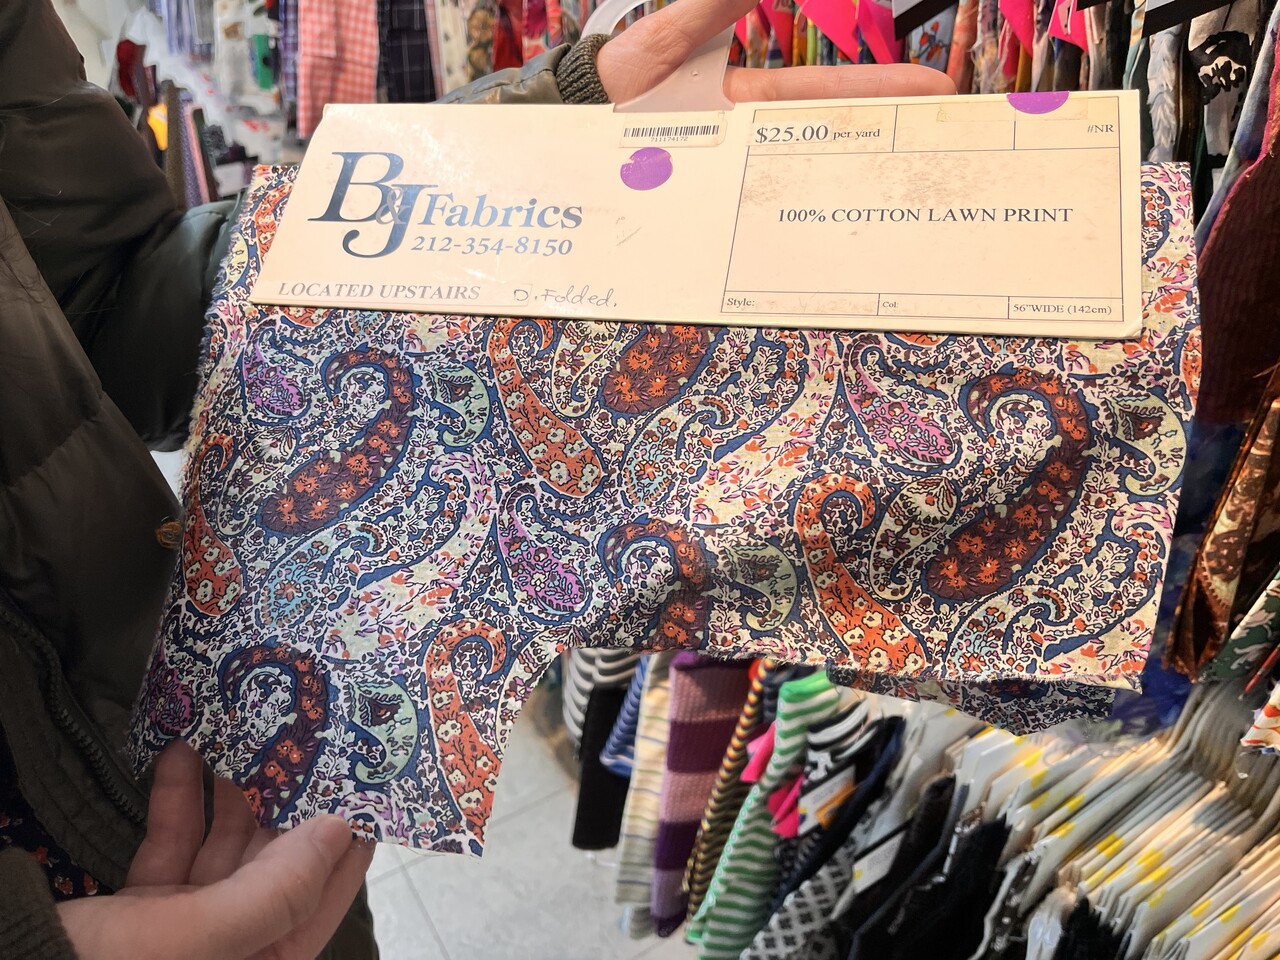 B&J Fabrics
212-354-8150
LOCATED UPSTAIRS
D. Folded.
$25.00 per yard
#NR
100% COTTON LAWN PRINT
Style:
Col:
56"WIDE (142cm)